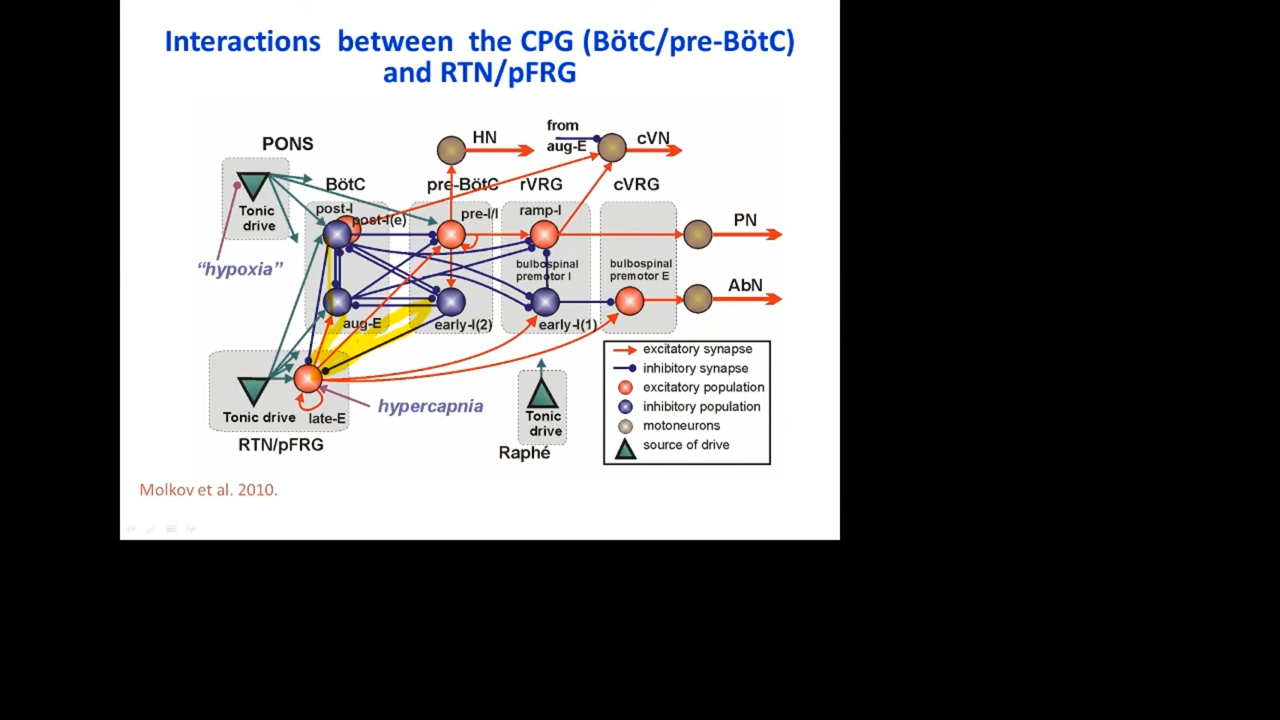 Interactions between the CPG (BötC/pre-BötC)
and RTN/pFRG
PONS
HN
from
aug-E
cVN
BötC
pre-BötC
rVRG
cVRG
Tonic
drive
post-I
post-I(e)
pre-I/I
ramp-I
PN
"hypoxia"
bulbospinal
premotor I
bulbospinal
premotor E
AbN
aug-E
early-I(2)
early-I(1)
excitatory synapse
inhibitory synapse
excitatory population
inhibitory population
motoneurons
source of drive
Tonic drive
late-E
hypercapnia
RTN/pFRG
Tonic
drive
Raphé
Molkov et al. 2010.